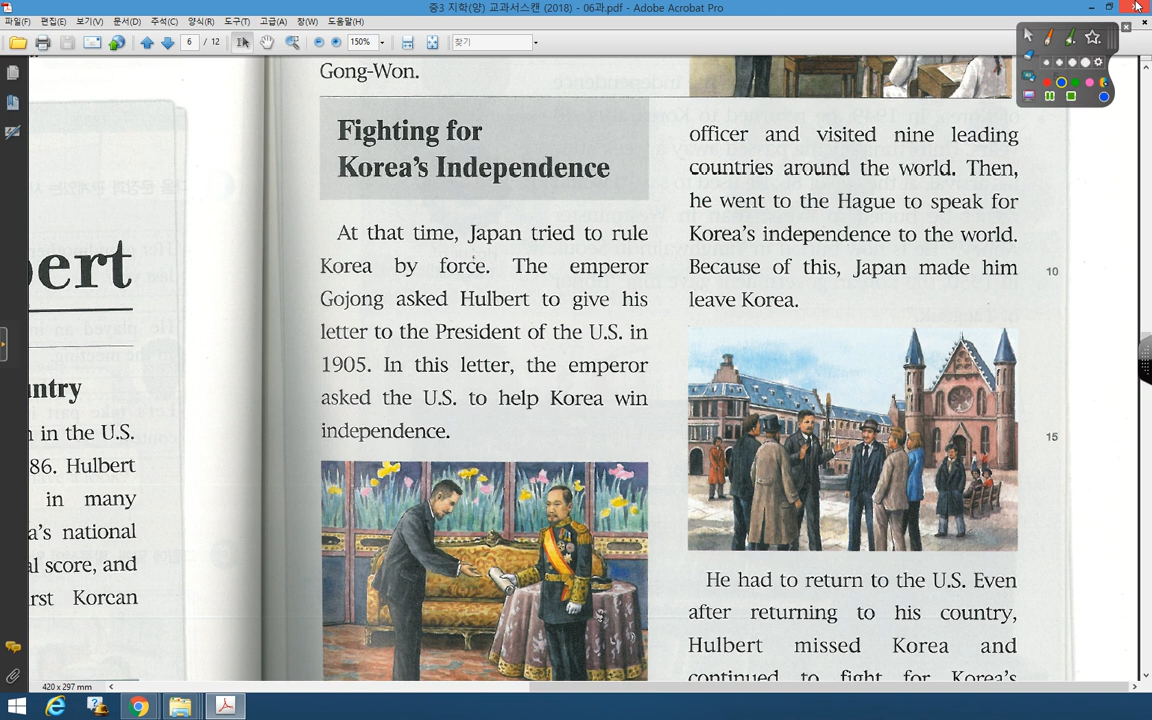 중3 지학(양) 교과서스캔 (2018) - 06과.pdf - Adobe Acrobat Pro
파일(F) 편집(E) 보기(V) 문서(D) 주석(C) 양식(R) 도구(T) 고급(A) 창(W) 도움말(H)
6 / 12 150% 찾기
Gong-Won.
Fighting for
Korea's Independence
At that time, Japan tried to rule
Korea by force. The emperor
Gojong asked Hulbert to give his
letter to the President of the U.S. in
1905. In this letter, the emperor
asked the U.S. to help Korea win
independence.
officer and visited nine leading
countries around the world. Then,
he went to the Hague to speak for
Korea's independence to the world.
Because of this, Japan made him
leave Korea.
10
15
He had to return to the U.S. Even
after returning to his country,
Hulbert missed Korea and
continued to fight for Korea's
bert
ntry
n in the U.S.
86. Hulbert
in many
a's national
al score, and
rst Korean
420 x 297 mm